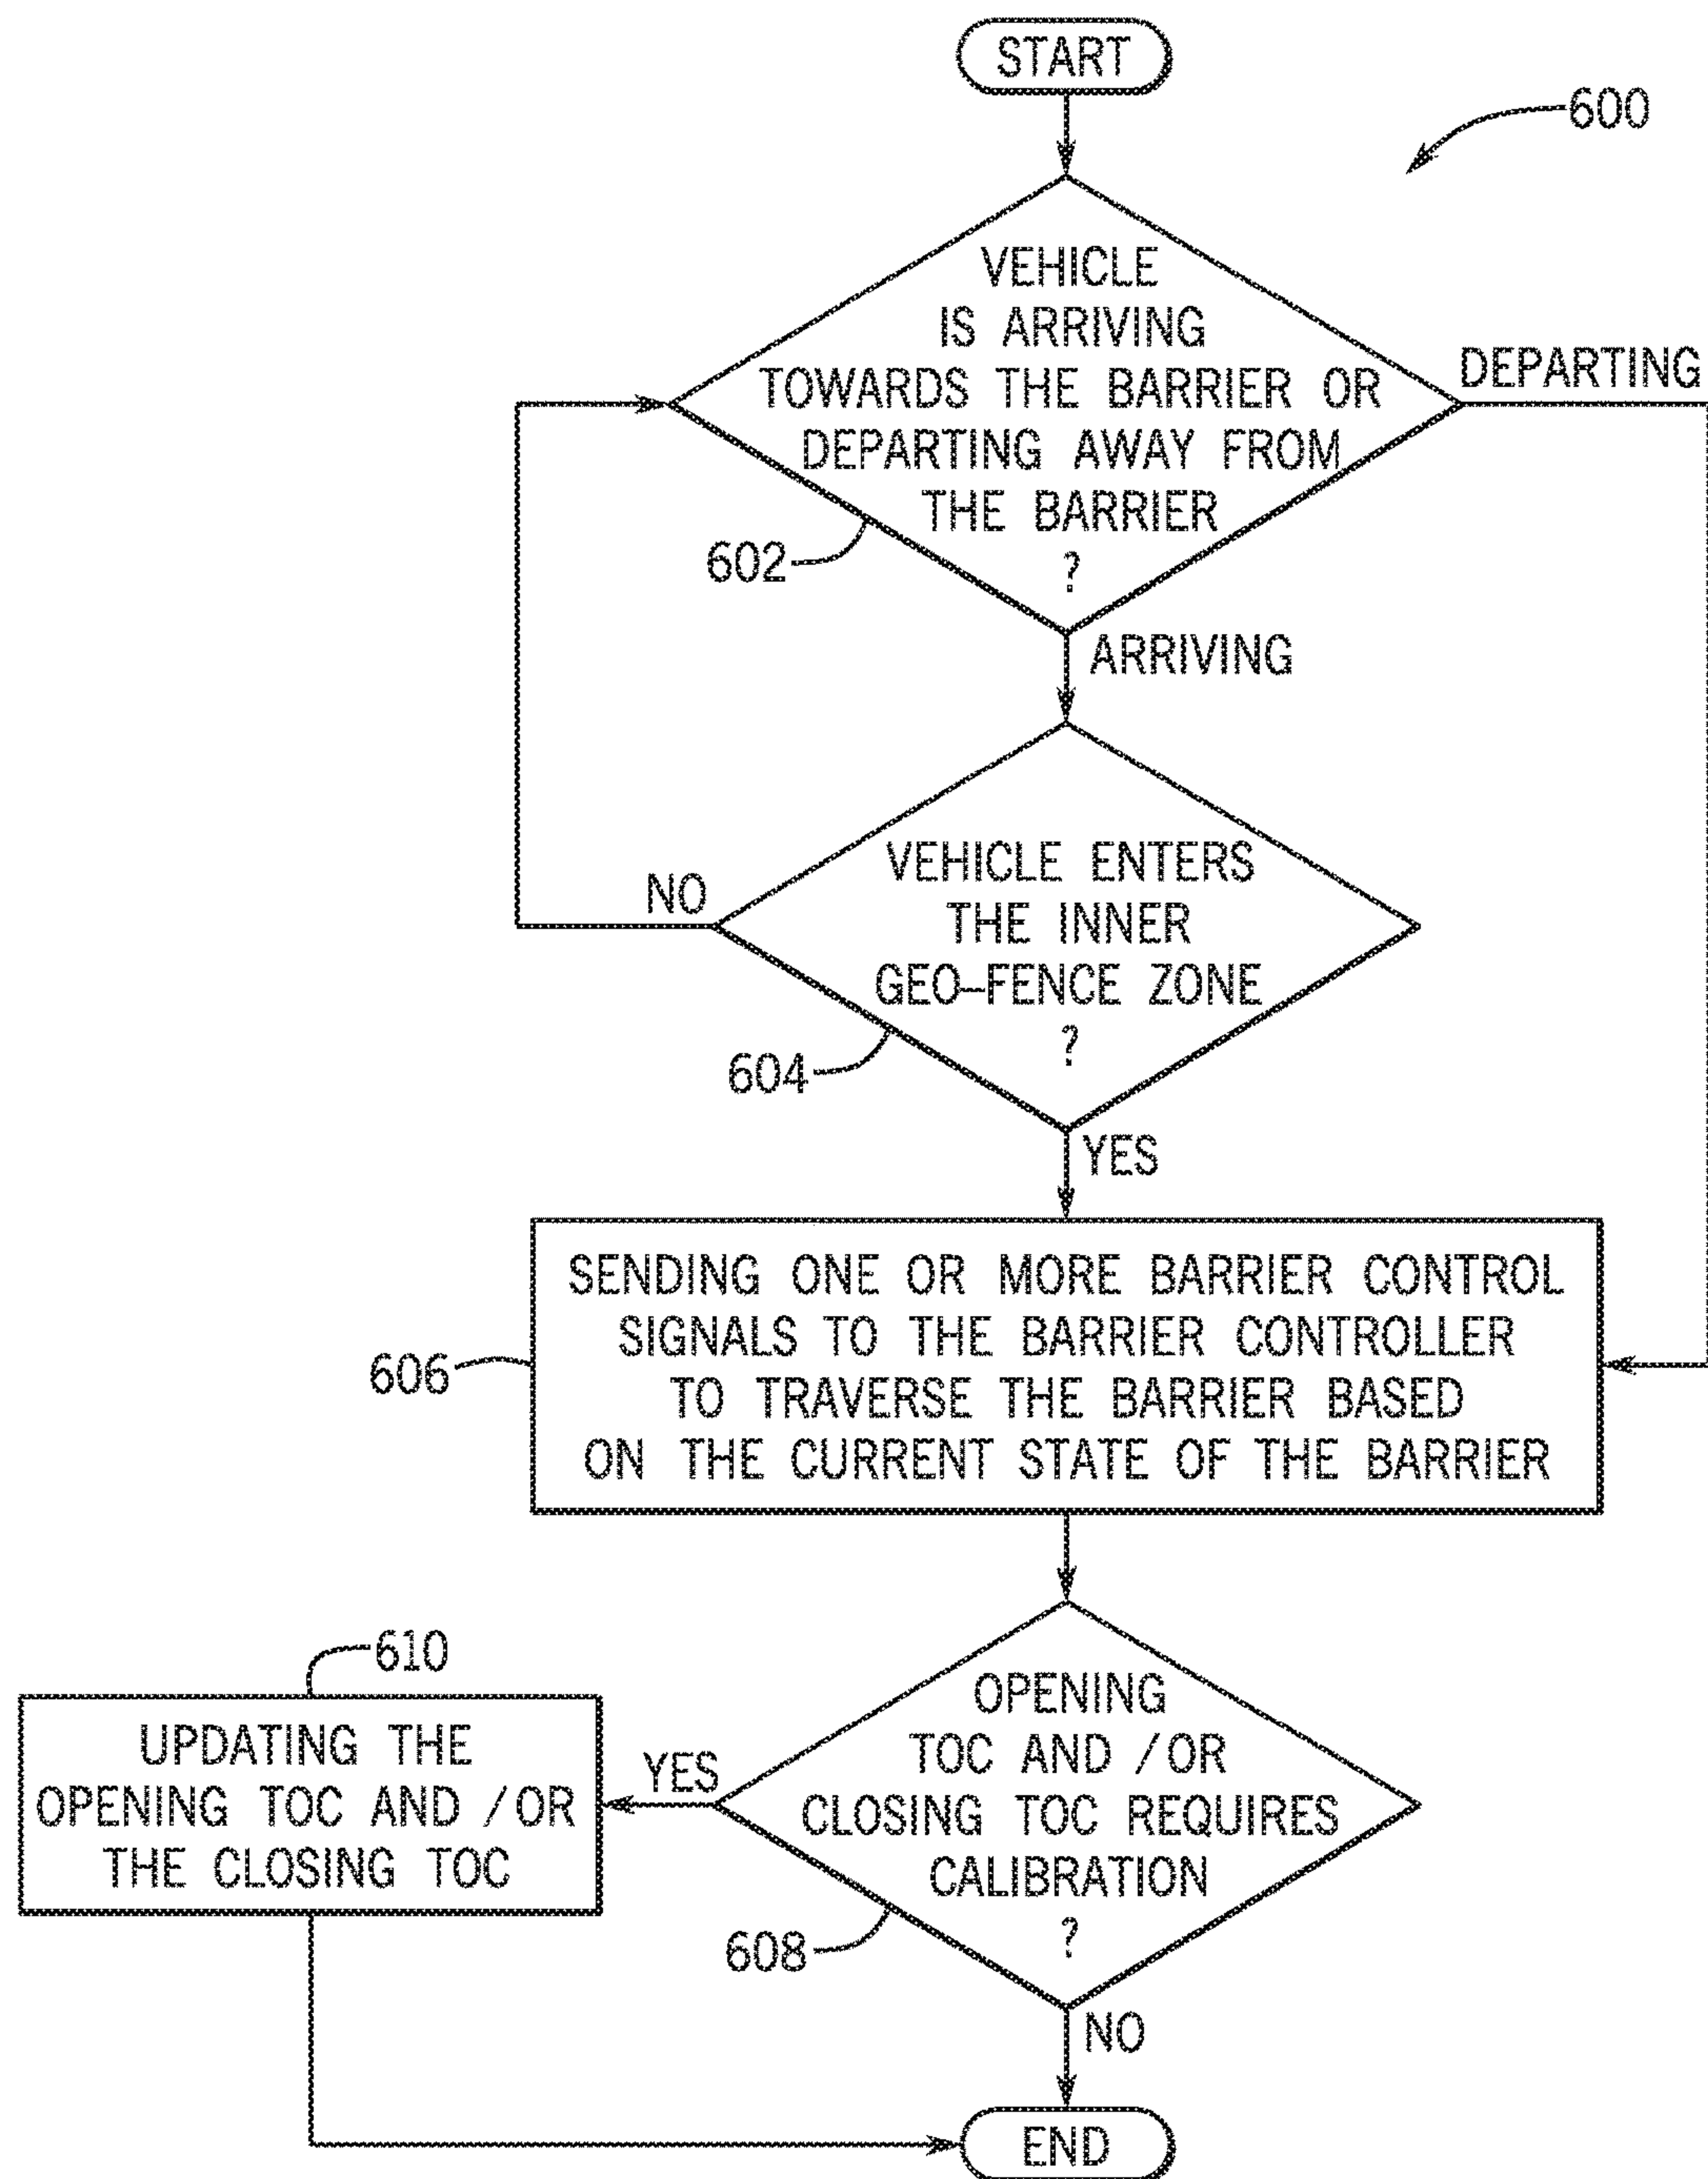 START
600
VEHICLE
IS ARRIVING
TOWARDS THE BARRIER OR
DEPARTING AWAY FROM
THE BARRIER
?
DEPARTING
602
ARRIVING
VEHICLE ENTERS
THE INNER
GEO–FENCE ZONE
?
NO
604
YES
SENDING ONE OR MORE BARRIER CONTROL
SIGNALS TO THE BARRIER CONTROLLER
TO TRAVERSE THE BARRIER BASED
ON THE CURRENT STATE OF THE BARRIER
606
OPENING
TOC AND /OR
CLOSING TOC REQUIRES
CALIBRATION
?
608
YES
610
UPDATING THE
OPENING TOC AND /OR
THE CLOSING TOC
NO
END